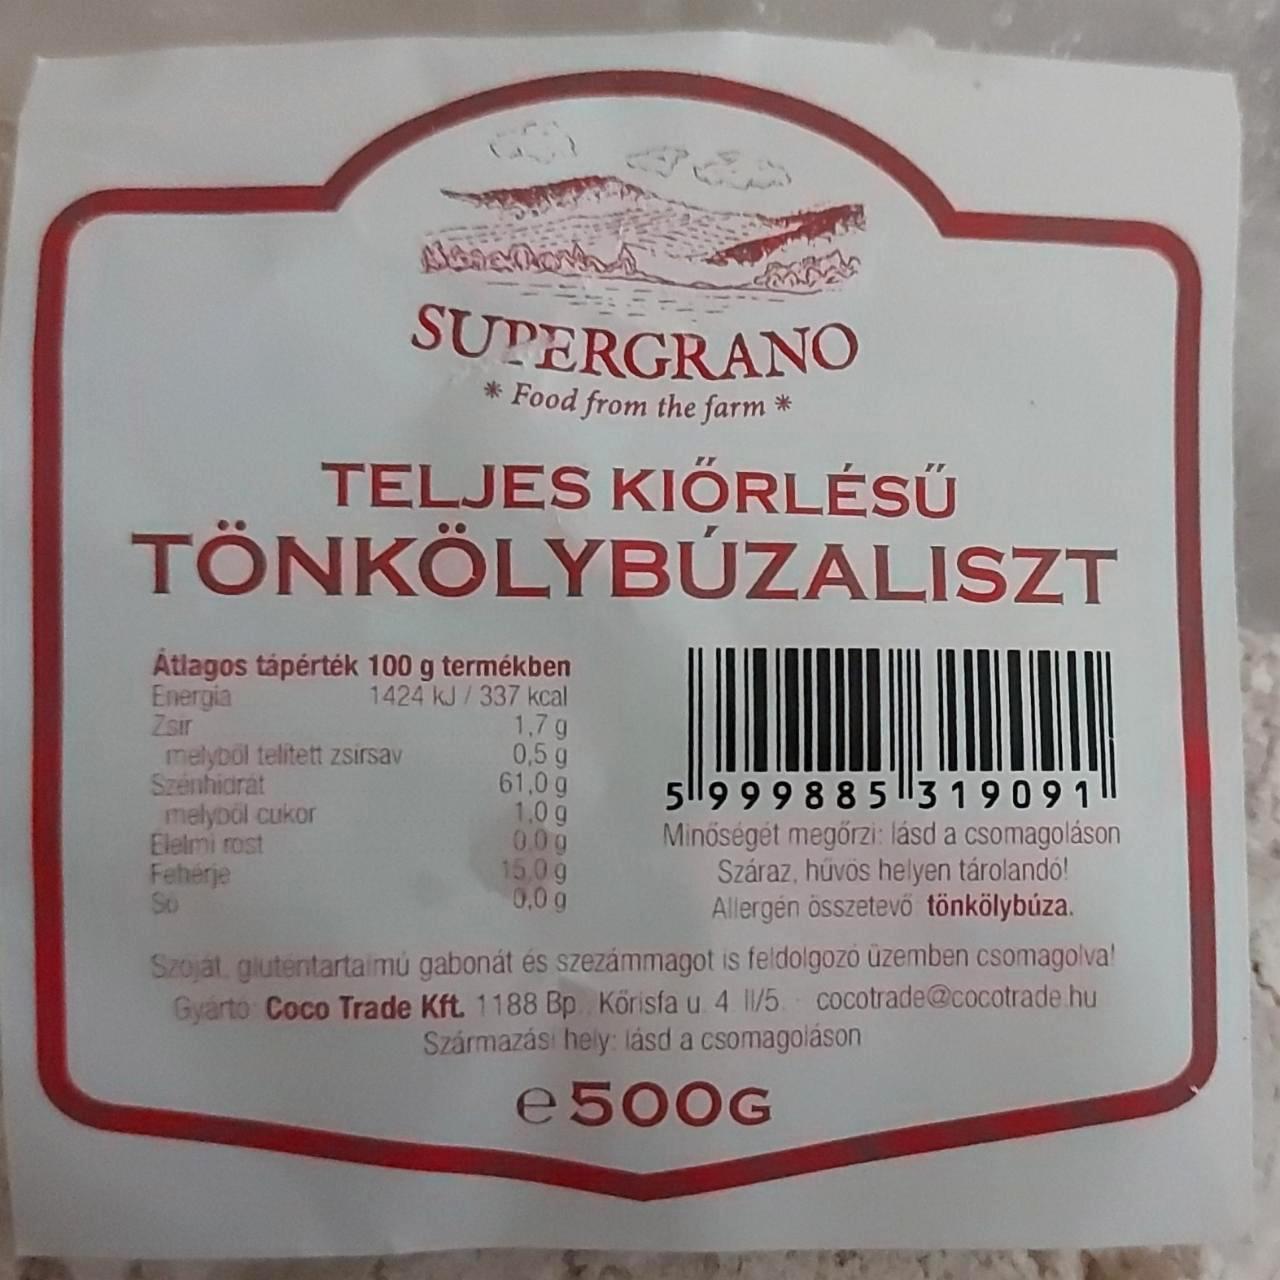 SUPERGRANO
* Food from the farm *
TELJES KIŐRLÉSŰ
TÖNKÖLYBÚZALISZT
Átlagos tápérték 100 g termékben
Energia 1424 kJ / 337 kcal
Zsír 1,7 g
melyből telített zsírsav 0,5 g
Szénhidrát 61,0 g
melyből cukor 1,0 g
Élelmi rost 0,0 g
Fehérje 15,0 g
Só 0,0 g
5 999885 319091
Minőségét megőrzi: lásd a csomagoláson
Száraz, hűvös helyen tárolandó!
Allergén összetevő tönkölybúza.
Szóját, gluténtartalmú gabonát és szezámmagot is feldolgozó üzemben csomagolva!
Gyártó: Coco Trade Kft. 1188 Bp., Kőrisfa u. 4. II/5. · cocotrade@cocotrade.hu
Származási hely: lásd a csomagoláson
e 500G